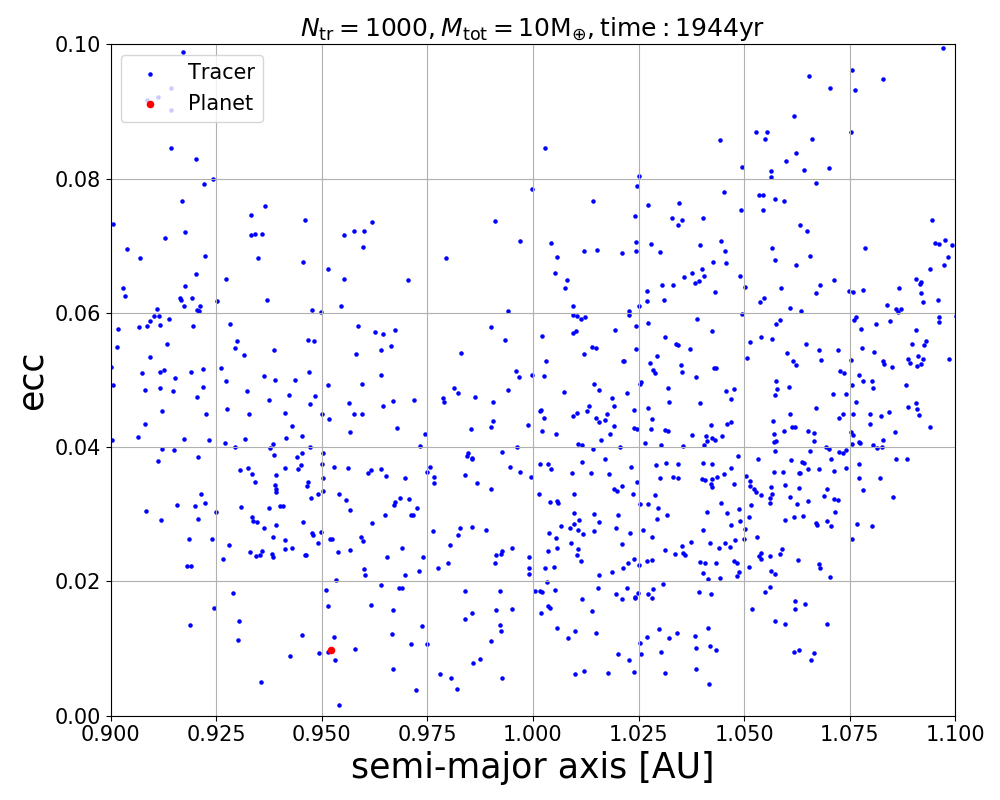 N_tr = 1000, M_tot = 10M_⊕, time : 1944yr
Tracer
Planet
ecc
0.10
0.08
0.06
0.04
0.02
0.00
0.900 0.925 0.950 0.975 1.000 1.025 1.050 1.075 1.100
semi-major axis [AU]